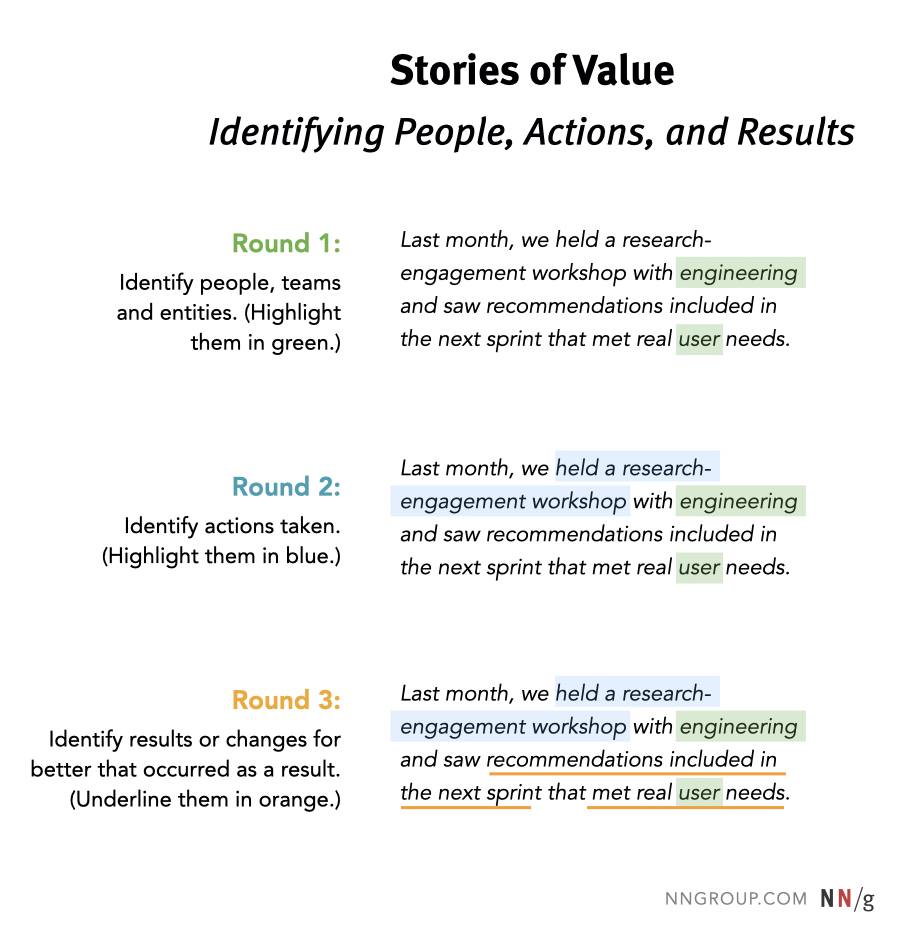 Stories of Value
Identifying People, Actions, and Results
Round 1:
Identify people, teams
and entities. (Highlight
them in green.)
Last month, we held a research-
engagement workshop with engineering
and saw recommendations included in
the next sprint that met real user needs.
Round 2:
Identify actions taken.
(Highlight them in blue.)
Last month, we held a research-
engagement workshop with engineering
and saw recommendations included in
the next sprint that met real user needs.
Round 3:
Identify results or changes for
better that occurred as a result.
(Underline them in orange.)
Last month, we held a research-
engagement workshop with engineering
and saw recommendations included in
the next sprint that met real user needs.
NNGROUP.COM NN/g